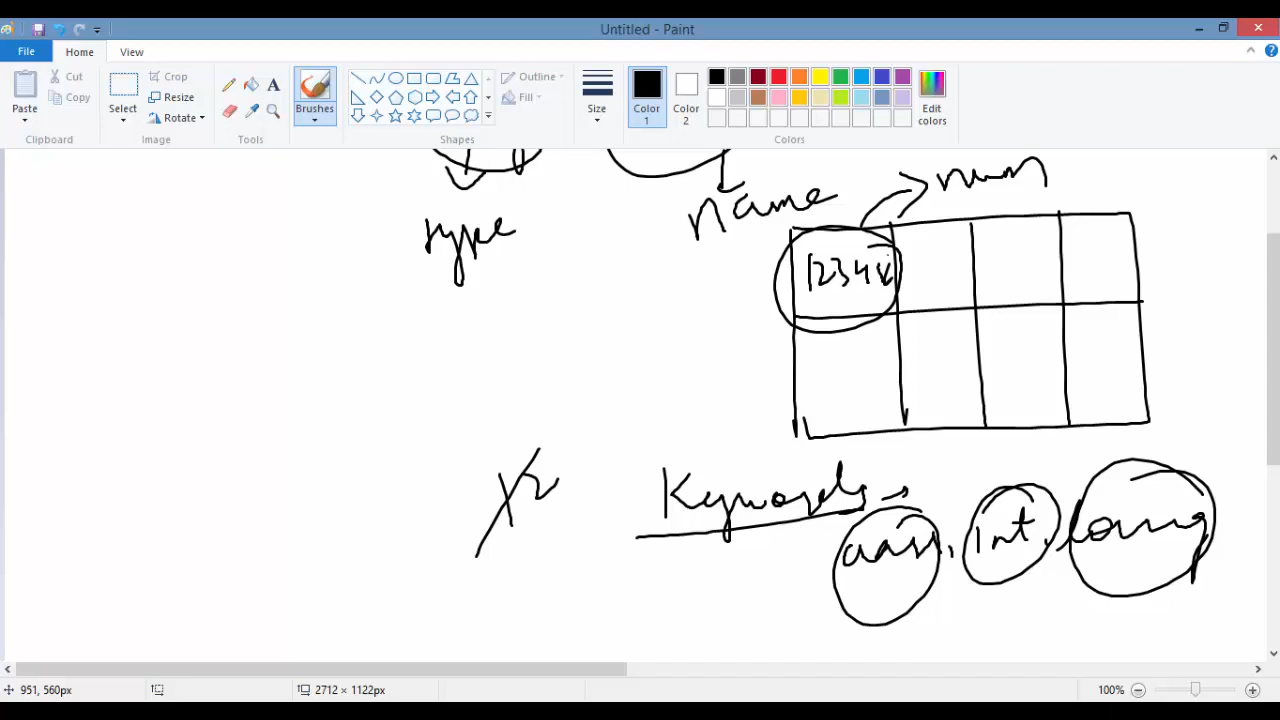 Untitled - Paint
File Home View
Paste
Cut
Copy
Clipboard
Select
Crop
Resize
Rotate
Image
Tools
Brushes
Outline
Fill
Shapes
Size
Color 1
Color 2
Edit colors
Colors
num
name
type
Keywords
Int, Long
951, 560px
2712 × 1122px
100%